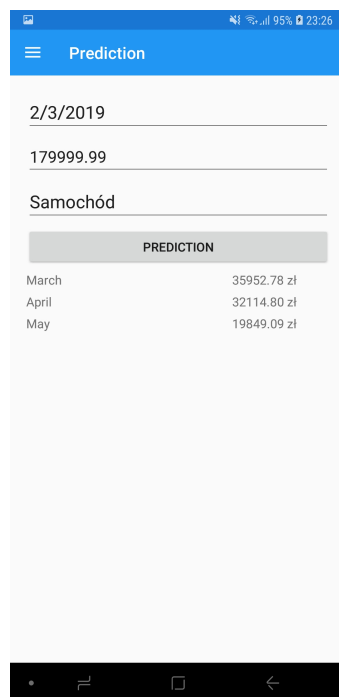 95% 23:26
Prediction
2/3/2019
179999.99
Samochód
PREDICTION
March 35952.78 zł
April 32114.80 zł
May 19849.09 zł